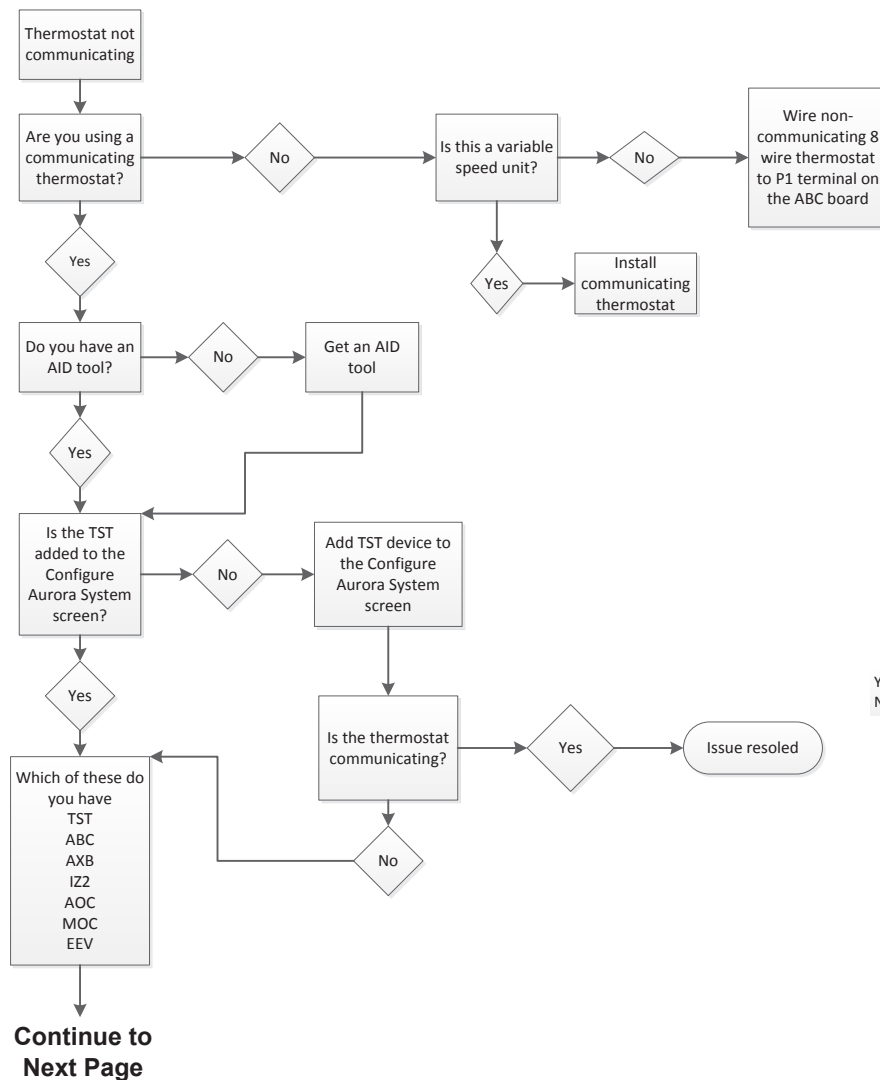 Thermostat not
communicating
Are you using a
communicating
thermostat?
No
Is this a variable
speed unit?
No
Wire non-
communicating 8
wire thermostat
to P1 terminal on
the ABC board
Yes
Yes
Install
communicating
thermostat
Do you have an
AID tool?
No
Get an AID
tool
Yes
Is the TST
added to the
Configure
Aurora System
screen?
No
Add TST device to
the Configure
Aurora System
screen
Yes
Is the thermostat
communicating?
Yes
Issue resoled
No
Which of these do
you have
TST
ABC
AXB
IZ2
AOC
MOC
EEV
Continue to
Next Page